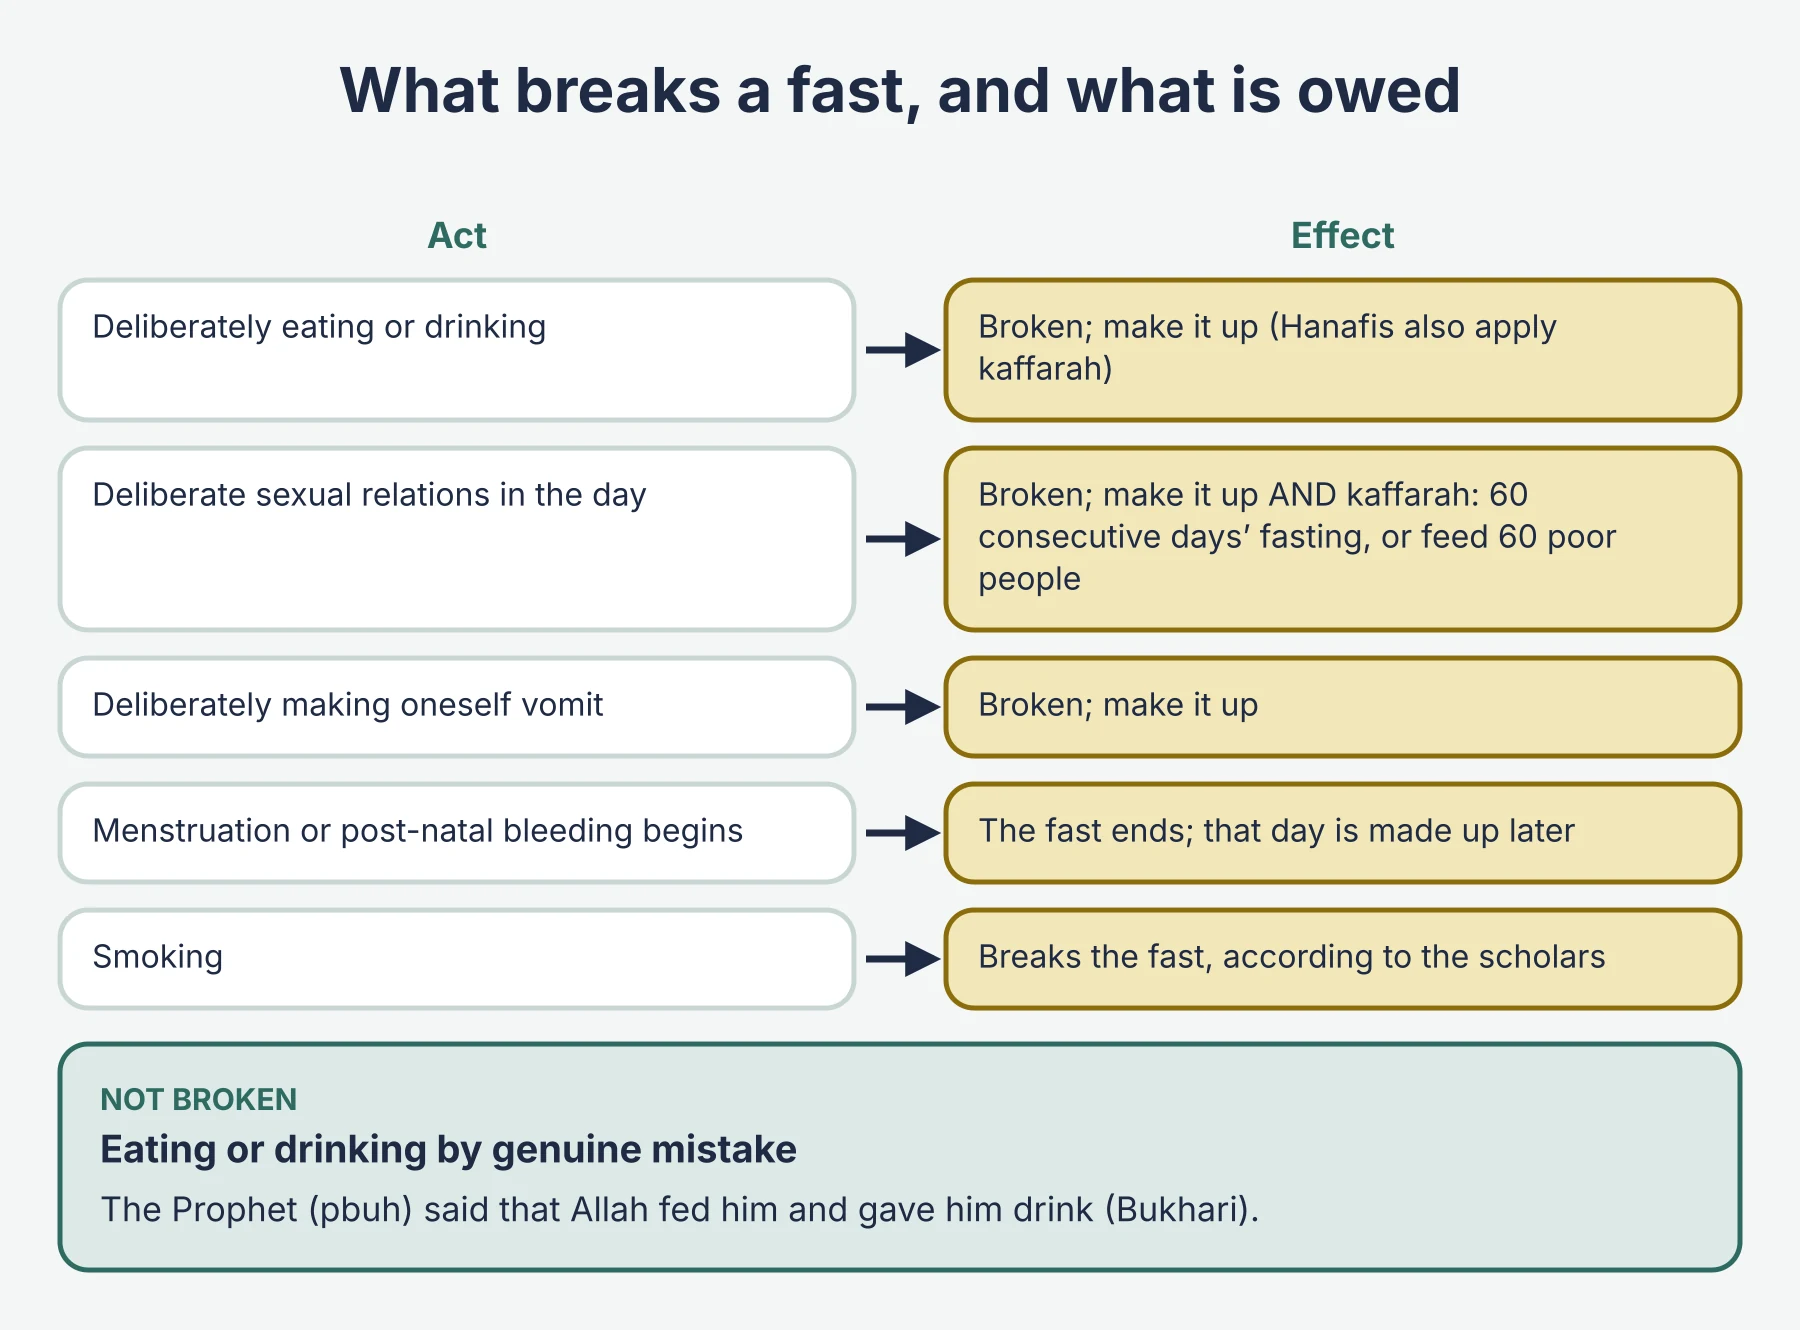 What breaks a fast, and what is owed
Act
Effect
Deliberately eating or drinking
Broken; make it up (Hanafis also apply
kaffarah)
Deliberate sexual relations in the day
Broken; make it up AND kaffarah: 60
consecutive days’ fasting, or feed 60 poor
people
Deliberately making oneself vomit
Broken; make it up
Menstruation or post-natal bleeding begins
The fast ends; that day is made up later
Smoking
Breaks the fast, according to the scholars
NOT BROKEN
Eating or drinking by genuine mistake
The Prophet (pbuh) said that Allah fed him and gave him drink (Bukhari).